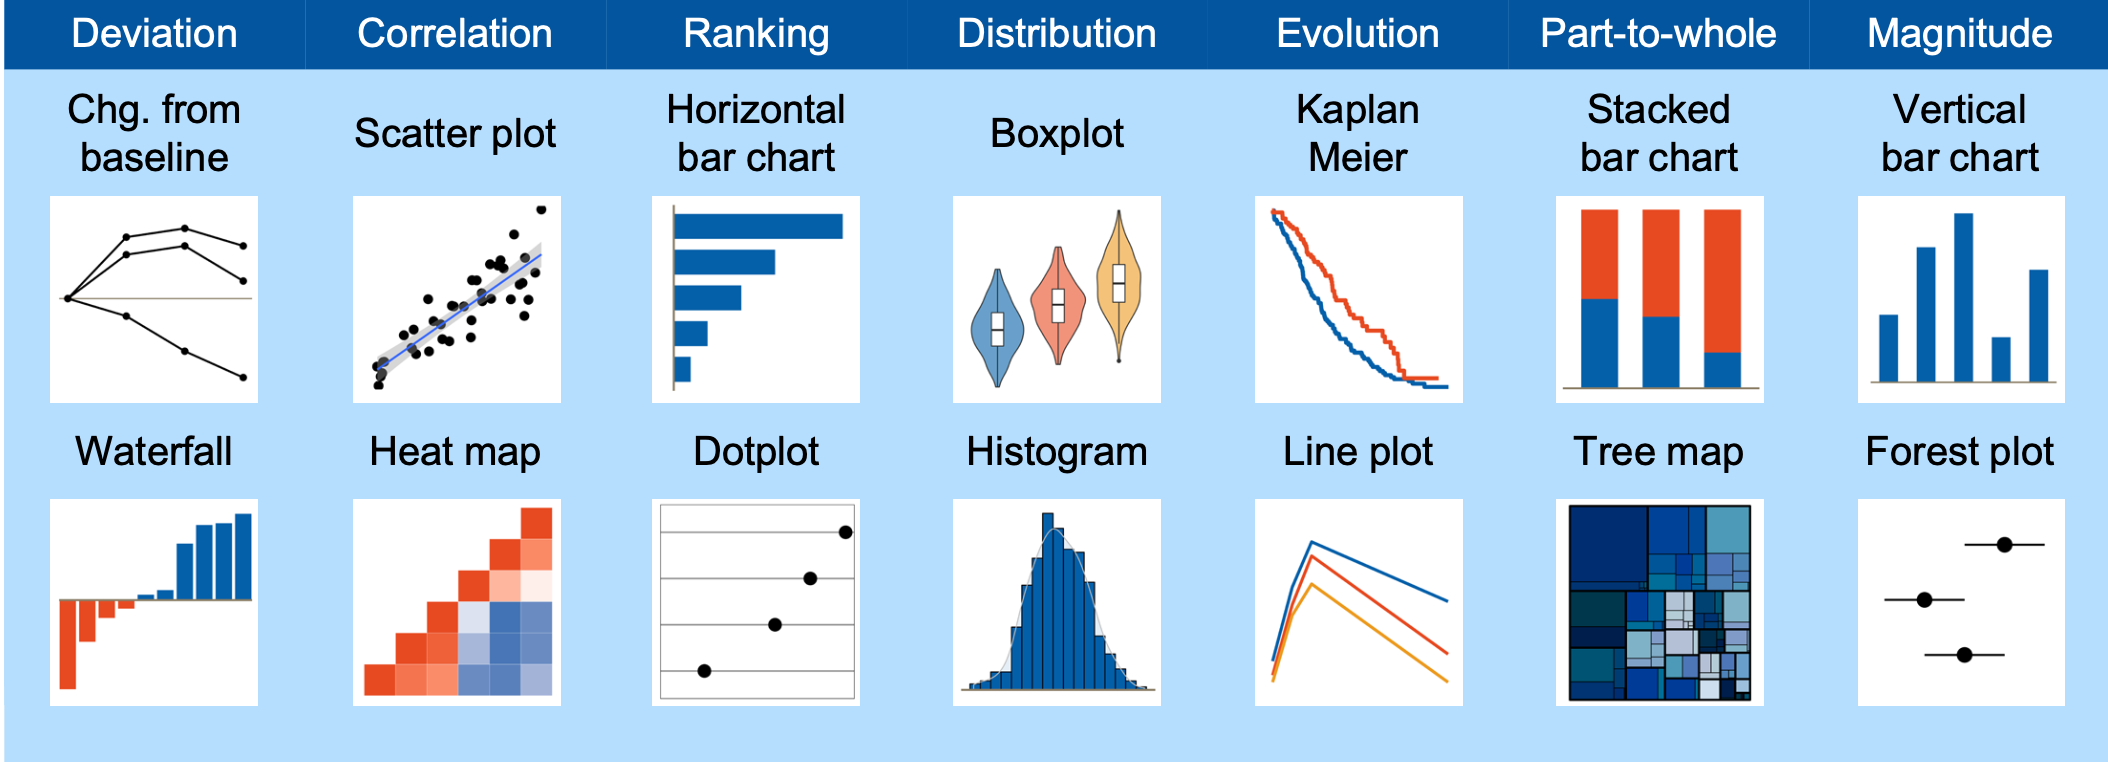 Deviation
Correlation
Ranking
Distribution
Evolution
Part-to-whole
Magnitude
Chg. from
baseline
Scatter plot
Horizontal
bar chart
Boxplot
Kaplan
Meier
Stacked
bar chart
Vertical
bar chart
Waterfall
Heat map
Dotplot
Histogram
Line plot
Tree map
Forest plot